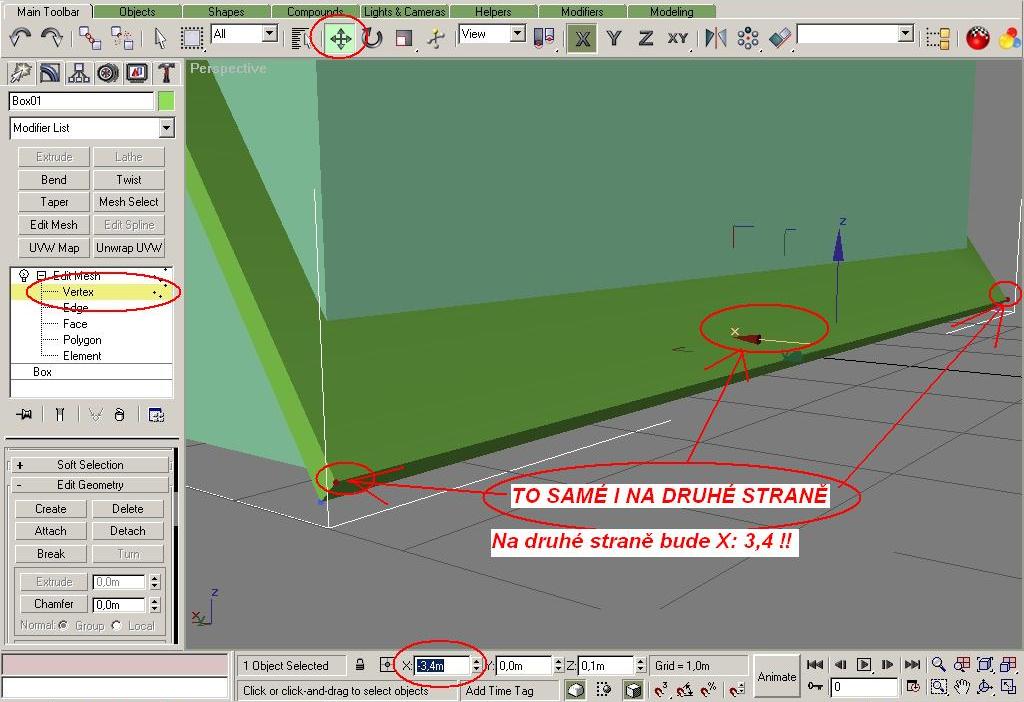 Main Toolbar Objects Shapes Compounds Lights & Cameras Helpers Modifiers Modeling
All View X Y Z XY
Perspective
Box01
Modifier List
Extrude Lathe
Bend Twist
Taper Mesh Select
Edit Mesh Edit Spline
UVW Map Unwrap UVW
Edit Mesh
Vertex
Edge
Face
Polygon
Element
Box
z
x
+ Soft Selection
- Edit Geometry
Create Delete
Attach Detach
Break Turn
Extrude 0,0m
Chamfer 0,0m
Normal: Group Local
TO SAMÉ I NA DRUHÉ STRANĚ
Na druhé straně bude X: 3,4 !!
z
x y
1 Object Selected X: -3,4m Y: 0,0m Z: 0,1m Grid = 1,0m
Click or click-and-drag to select objects Add Time Tag
Animate
0